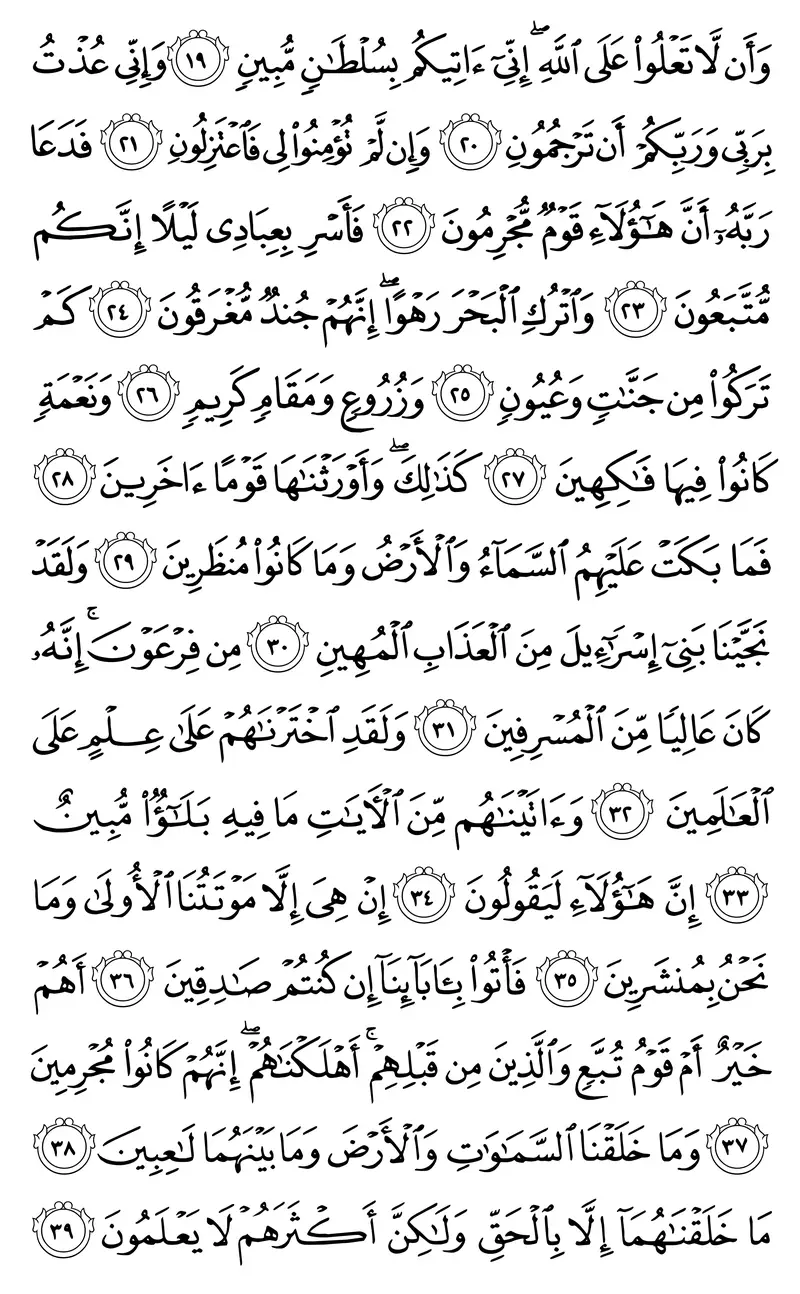 وَأَن لَّا تَعْلُوا۟ عَلَى ٱللَّهِ ۖ إِنِّىٓ ءَاتِيكُم بِسُلْطَـٰنٍ مُّبِينٍ ١٩ وَإِنِّى عُذْتُ
بِرَبِّى وَرَبِّكُمْ أَن تَرْجُمُونِ ٢٠ وَإِن لَّمْ تُؤْمِنُوا۟ لِى فَٱعْتَزِلُونِ ٢١ فَدَعَا
رَبَّهُۥٓ أَنَّ هَـٰٓؤُلَآءِ قَوْمٌ مُّجْرِمُونَ ٢٢ فَأَسْرِ بِعِبَادِى لَيْلًا إِنَّكُم
مُّتَّبَعُونَ ٢٣ وَٱتْرُكِ ٱلْبَحْرَ رَهْوًا ۖ إِنَّهُمْ جُندٌ مُّغْرَقُونَ ٢٤ كَمْ
تَرَكُوا۟ مِن جَنَّـٰتٍ وَعُيُونٍ ٢٥ وَزُرُوعٍ وَمَقَامٍ كَرِيمٍ ٢٦ وَنَعْمَةٍ
كَانُوا۟ فِيهَا فَـٰكِهِينَ ٢٧ كَذَٰلِكَ ۖ وَأَوْرَثْنَـٰهَا قَوْمًا ءَاخَرِينَ ٢٨
فَمَا بَكَتْ عَلَيْهِمُ ٱلسَّمَآءُ وَٱلْأَرْضُ وَمَا كَانُوا۟ مُنظَرِينَ ٢٩ وَلَقَدْ
نَجَّيْنَا بَنِىٓ إِسْرَٰٓءِيلَ مِنَ ٱلْعَذَابِ ٱلْمُهِينِ ٣٠ مِن فِرْعَوْنَ ۚ إِنَّهُۥ
كَانَ عَالِيًا مِّنَ ٱلْمُسْرِفِينَ ٣١ وَلَقَدِ ٱخْتَرْنَـٰهُمْ عَلَىٰ عِلْمٍ عَلَى
ٱلْعَـٰلَمِينَ ٣٢ وَءَاتَيْنَـٰهُم مِّنَ ٱلْـَٔايَـٰتِ مَا فِيهِ بَلَـٰٓؤٌا۟ مُّبِينٌ
٣٣ إِنَّ هَـٰٓؤُلَآءِ لَيَقُولُونَ ٣٤ إِنْ هِىَ إِلَّا مَوْتَتُنَا ٱلْأُولَىٰ وَمَا
نَحْنُ بِمُنشَرِينَ ٣٥ فَأْتُوا۟ بِـَٔابَآئِنَآ إِن كُنتُمْ صَـٰدِقِينَ ٣٦ أَهُمْ
خَيْرٌ أَمْ قَوْمُ تُبَّعٍ وَٱلَّذِينَ مِن قَبْلِهِمْ ۚ أَهْلَكْنَـٰهُمْ ۖ إِنَّهُمْ كَانُوا۟ مُجْرِمِينَ
٣٧ وَمَا خَلَقْنَا ٱلسَّمَـٰوَٰتِ وَٱلْأَرْضَ وَمَا بَيْنَهُمَا لَـٰعِبِينَ ٣٨
مَا خَلَقْنَـٰهُمَآ إِلَّا بِٱلْحَقِّ وَلَـٰكِنَّ أَكْثَرَهُمْ لَا يَعْلَمُونَ ٣٩